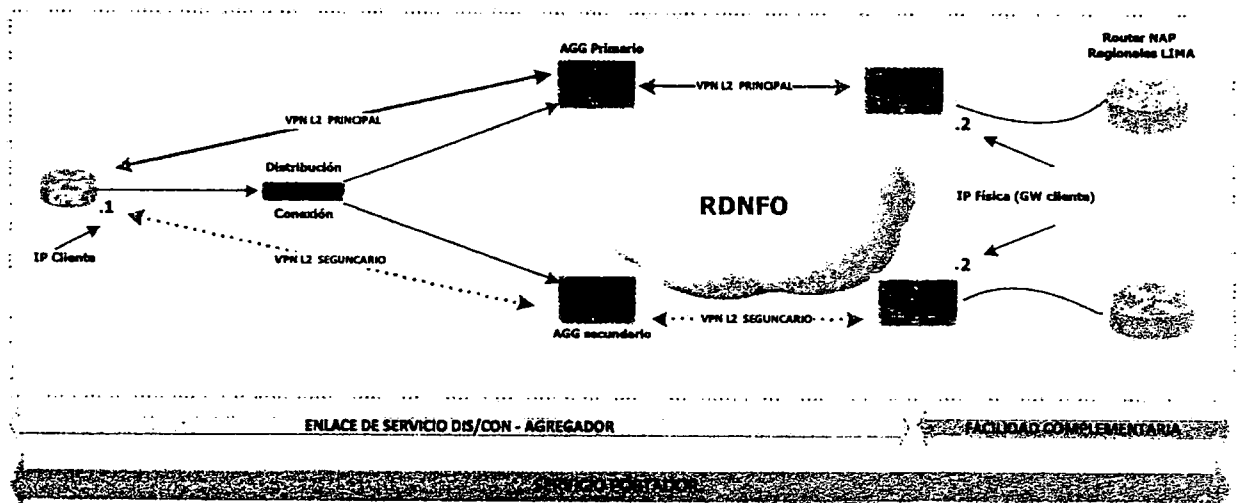 AGG Primario
Router NAP
Regionales LIMA
VPN L2 PRINCIPAL
VPN L2 PRINCIPAL
.2
Distribución
Conexión
RDNFO
IP Física (GW cliente)
.1
IP Cliente
VPN L2 SEGUNCARIO
.2
VPN L2 SEGUNCARIO
AGG secundario
ENLACE DE SERVICIO DIS/CON - AGREGADOR
FACILIDAD COMPLEMENTARIA
SERVICIO PORTADOR